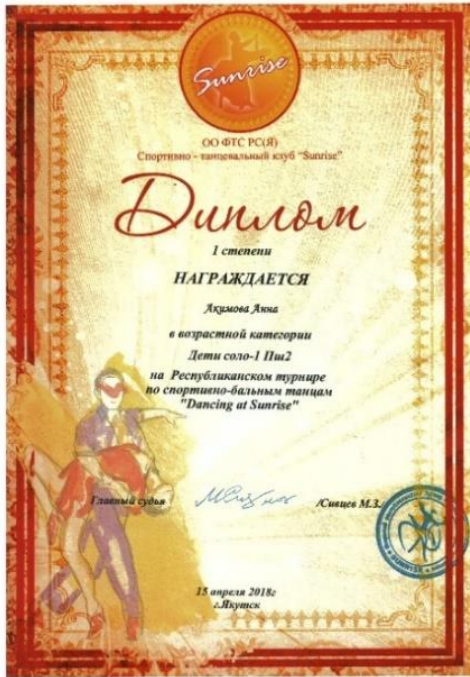 Sunrise
ОО ФТС РС(Я)
Спортивно - танцевальный клуб "Sunrise"
Диплом
1 степени
НАГРАЖДАЕТСЯ
Акимова Анна
в возрастной категории
Дети соло-1 Пш2
на Республиканском турнире
по спортивно-бальным танцам
"Dancing at Sunrise"
Главный судья /Сивцев М.З./
15 апреля 2018г
г.Якутск